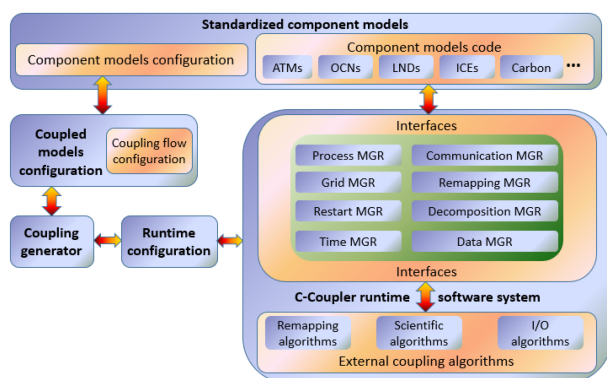 Standardized component models
Component models configuration
Component models code
ATMs
OCNs
LNDs
ICEs
Carbon
...
Coupled
models
configuration
Coupling flow
configuration
Coupling
generator
Runtime
configuration
Interfaces
Process MGR
Communication MGR
Grid MGR
Remapping MGR
Restart MGR
Decomposition MGR
Time MGR
Data MGR
Interfaces
C-Coupler runtime software system
Remapping
algorithms
Scientific
algorithms
I/O
algorithms
External coupling algorithms